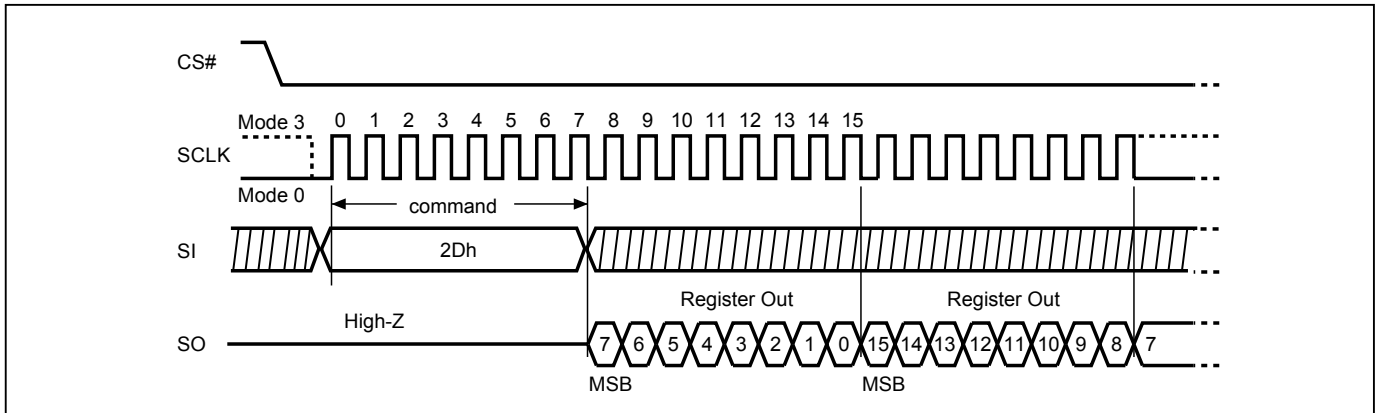 CS#
Mode 3 0 1 2 3 4 5 6 7 8 9 10 11 12 13 14 15
SCLK
Mode 0
command
SI 2Dh
Register Out Register Out
High-Z
SO 7 6 5 4 3 2 1 0 15 14 13 12 11 10 9 8 7
MSB MSB